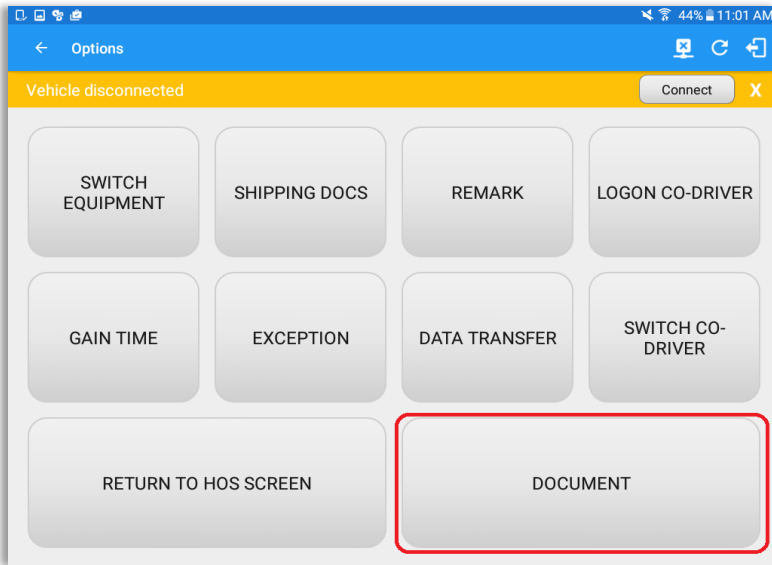 44% 11:01 AM
Options
Vehicle disconnected
Connect
X
SWITCH
EQUIPMENT
SHIPPING DOCS
REMARK
LOGON CO-DRIVER
GAIN TIME
EXCEPTION
DATA TRANSFER
SWITCH CO-
DRIVER
RETURN TO HOS SCREEN
DOCUMENT